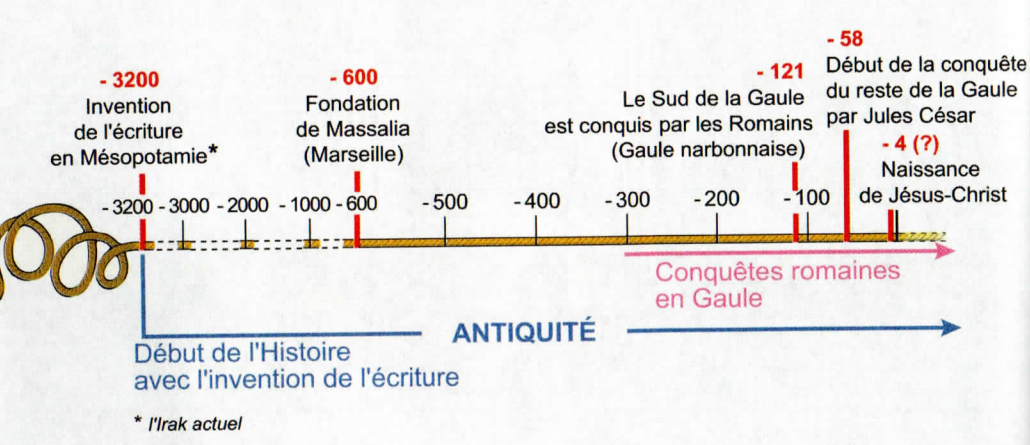 - 3200
Invention
de l'écriture
en Mésopotamie*
- 600
Fondation
de Massalia
(Marseille)
- 121
Le Sud de la Gaule
est conquis par les Romains
(Gaule narbonnaise)
- 58
Début de la conquête
du reste de la Gaule
par Jules César
- 4 (?)
Naissance
de Jésus-Christ
- 3200 - 3000 - 2000 - 1000 - 600 - 500 - 400 - 300 - 200 - 100
Conquêtes romaines
en Gaule
ANTIQUITÉ
Début de l'Histoire
avec l'invention de l'écriture
* l'Irak actuel